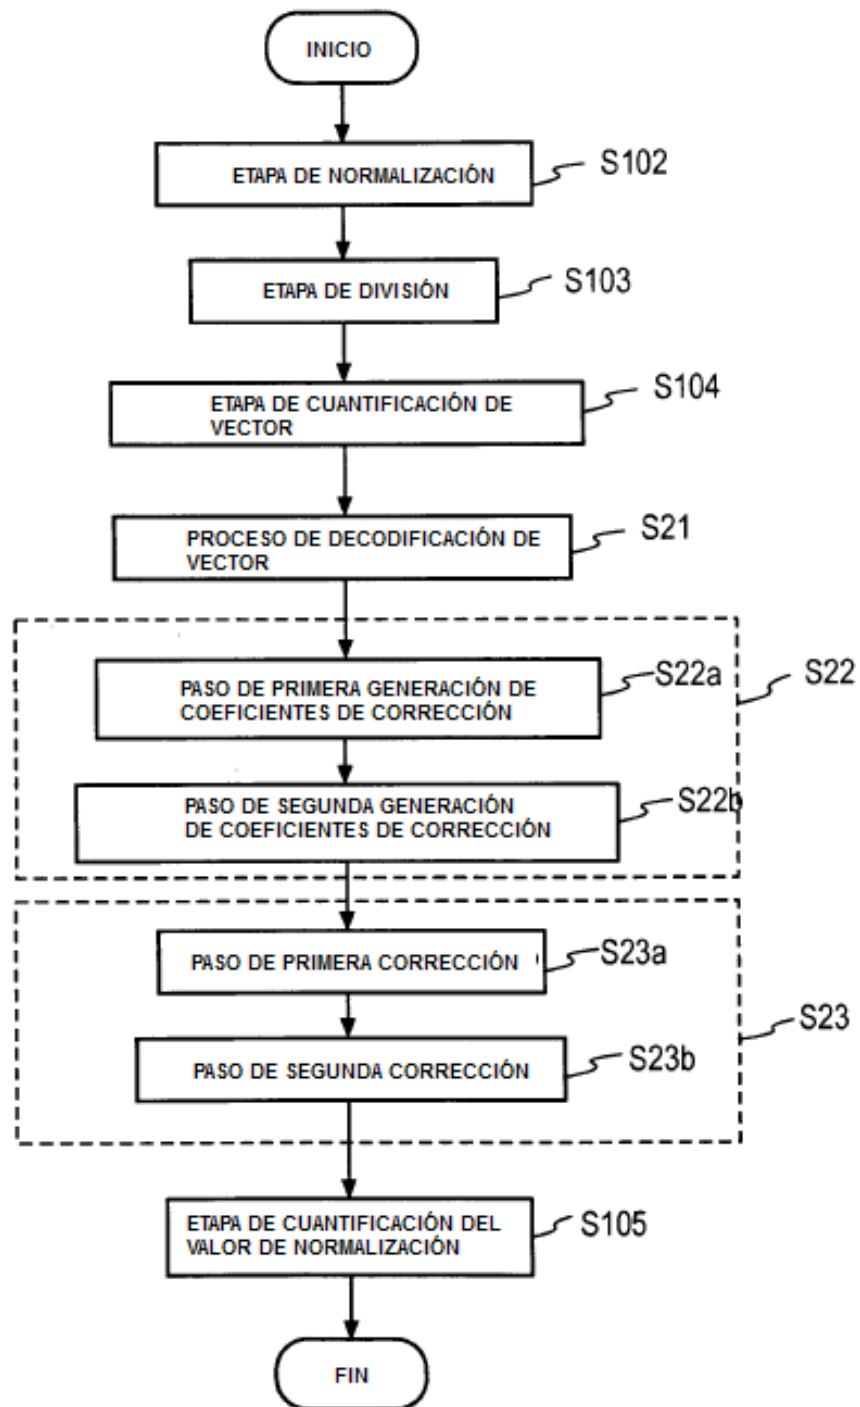 INICIO
ETAPA DE NORMALIZACIÓN
S102
ETAPA DE DIVISIÓN
S103
ETAPA DE CUANTIFICACIÓN DE
VECTOR
S104
PROCESO DE DECODIFICACIÓN DE
VECTOR
S21
PASO DE PRIMERA GENERACIÓN DE
COEFICIENTES DE CORRECCIÓN
S22a
S22
PASO DE SEGUNDA GENERACIÓN
DE COEFICIENTES DE CORRECCIÓN
S22b
PASO DE PRIMERA CORRECCIÓN
S23a
S23
PASO DE SEGUNDA CORRECCIÓN
S23b
ETAPA DE CUANTIFICACIÓN DEL
VALOR DE NORMALIZACIÓN
S105
FIN